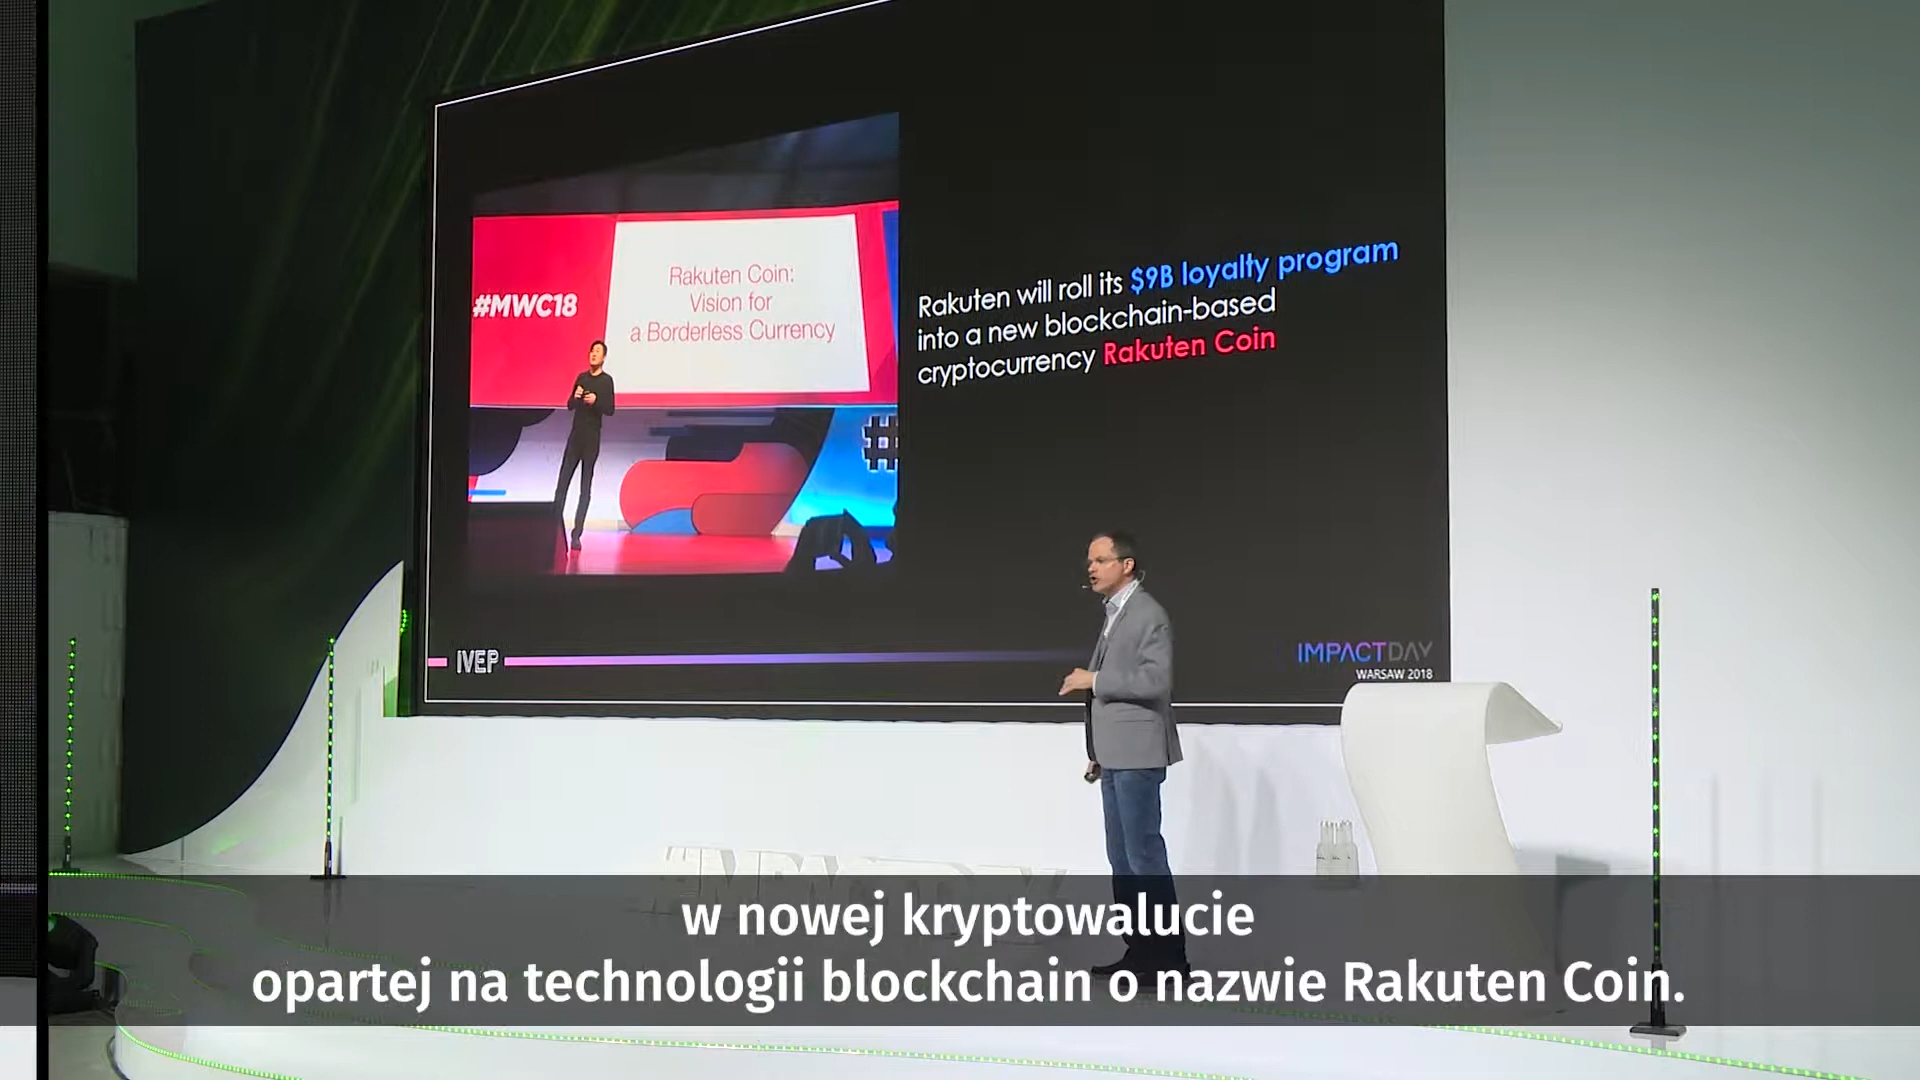 #MWC18
Rakuten Coin:
Vision for
a Borderless Currency
Rakuten will roll its $9B loyalty program
into a new blockchain-based
cryptocurrency Rakuten Coin
#
IVEP
IMPACTDAY
WARSAW 2018
w nowej kryptowalucie
opartej na technologii blockchain o nazwie Rakuten Coin.